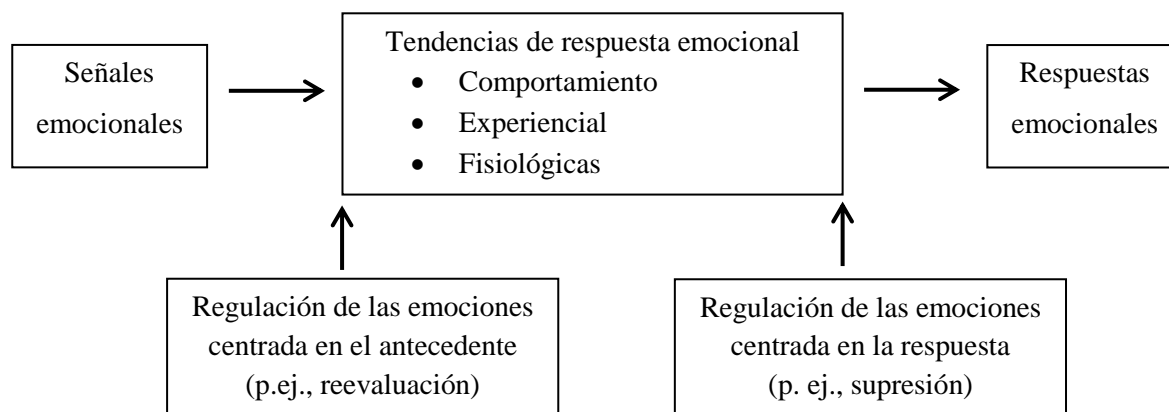 Señales
emocionales
Tendencias de respuesta emocional
• Comportamiento
• Experiencial
• Fisiológicas
Respuestas
emocionales
Regulación de las emociones
centrada en el antecedente
(p.ej., reevaluación)
Regulación de las emociones
centrada en la respuesta
(p. ej., supresión)